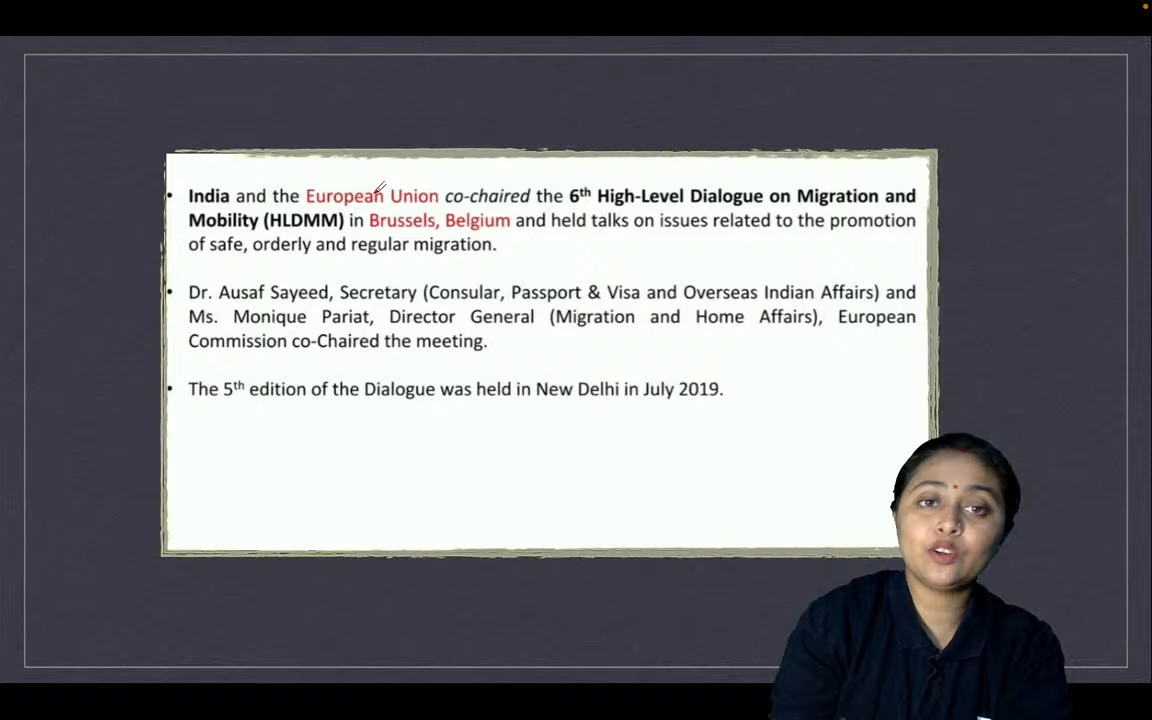 • India and the European Union co-chaired the 6th High-Level Dialogue on Migration and
Mobility (HLDMM) in Brussels, Belgium and held talks on issues related to the promotion
of safe, orderly and regular migration.
• Dr. Ausaf Sayeed, Secretary (Consular, Passport & Visa and Overseas Indian Affairs) and
Ms. Monique Pariat, Director General (Migration and Home Affairs), European
Commission co-Chaired the meeting.
• The 5th edition of the Dialogue was held in New Delhi in July 2019.